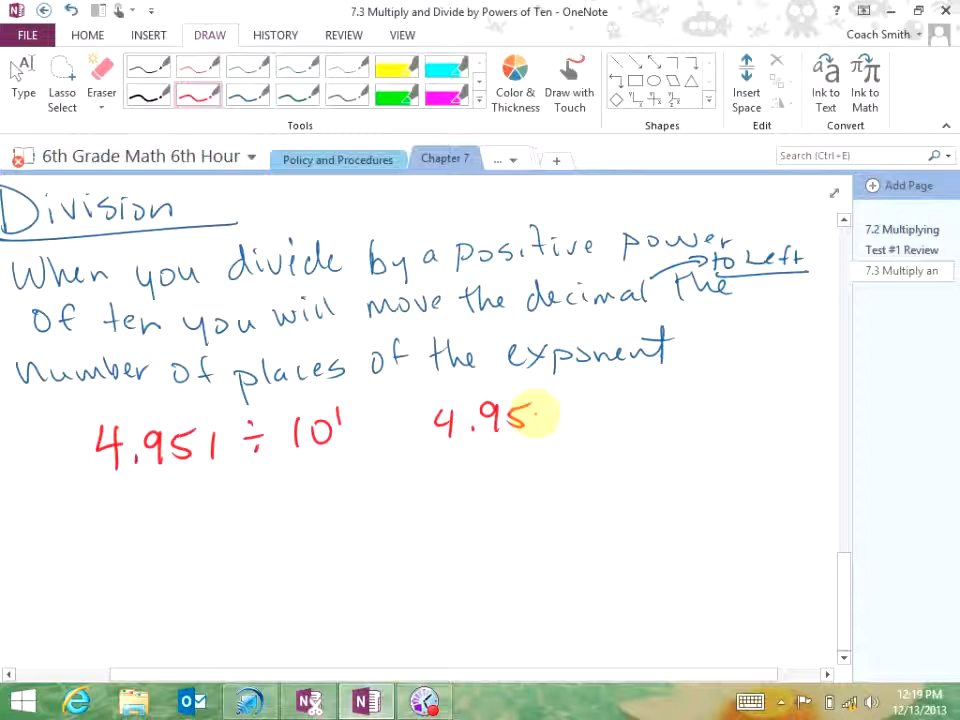 7.3 Multiply and Divide by Powers of Ten - OneNote
FILE HOME INSERT DRAW HISTORY REVIEW VIEW Coach Smith
Type Lasso Select Eraser Color & Thickness Draw with Touch Insert Space Ink to Text Ink to Math
Tools Shapes Edit Convert
6th Grade Math 6th Hour Policy and Procedures Chapter 7 ... + Search (Ctrl+E)
Add Page
7.2 Multiplying
Test #1 Review
7.3 Multiply an
Division
When you divide by a positive power
to Left
Of ten you will move the decimal the
number of places of the exponent
4.951 ÷ 10¹ 4.95
12:19 PM
12/13/2013